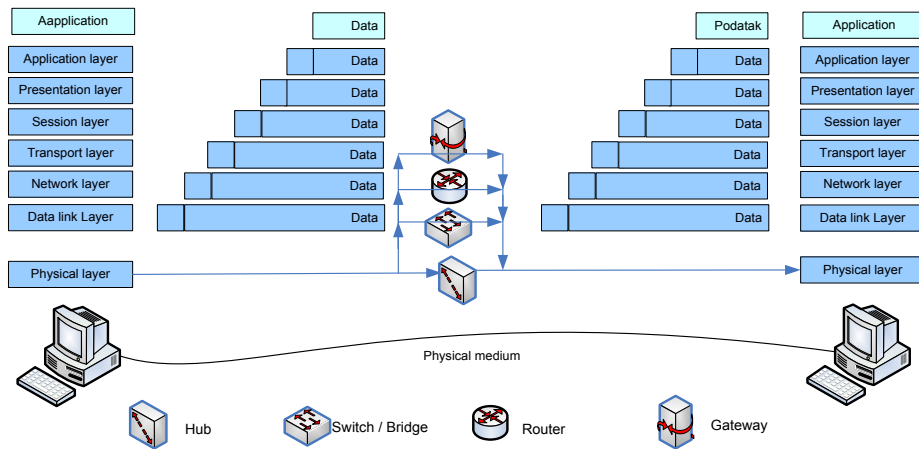 Aapplication Data Podatak Application
Application layer Data Data Application layer
Presentation layer Data Data Presentation layer
Session layer Data Data Session layer
Transport layer Data Data Transport layer
Network layer Data Data Network layer
Data link Layer Data Data Data link Layer
Physical layer Physical layer
Physical medium
Hub Switch / Bridge Router Gateway